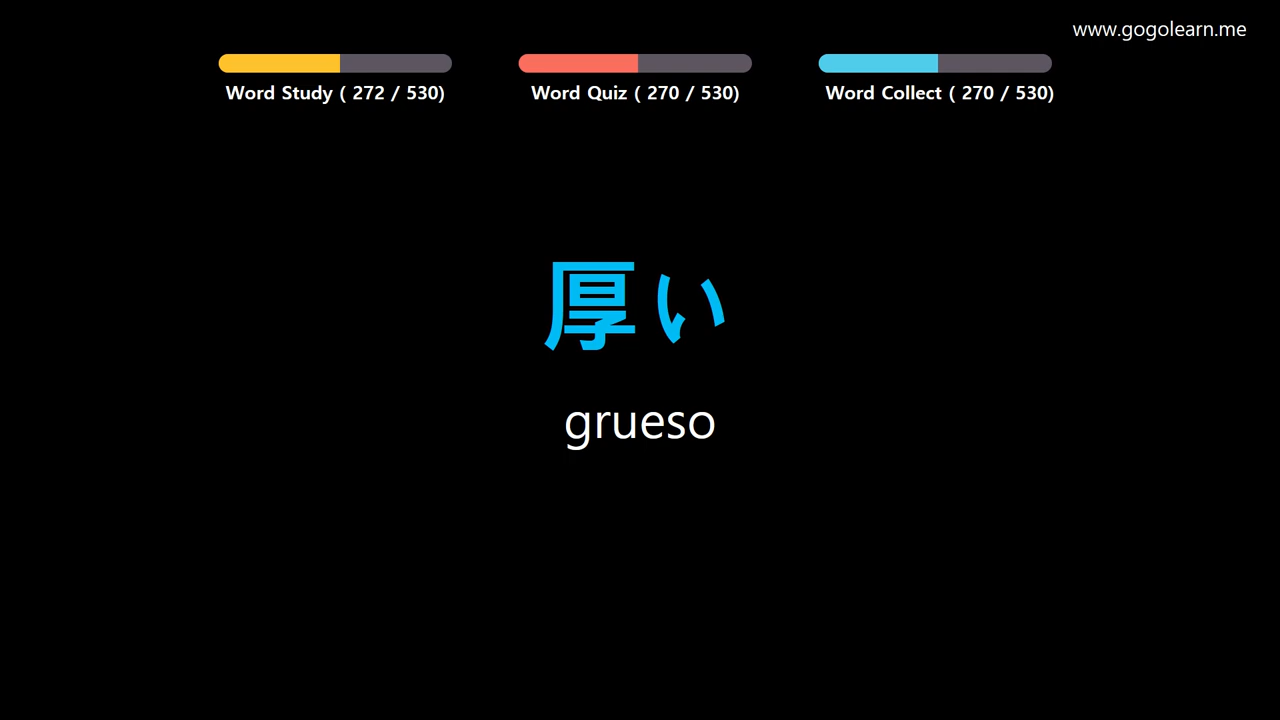 www.gogolearn.me
Word Study ( 272 / 530)
Word Quiz ( 270 / 530)
Word Collect ( 270 / 530)
厚い
grueso